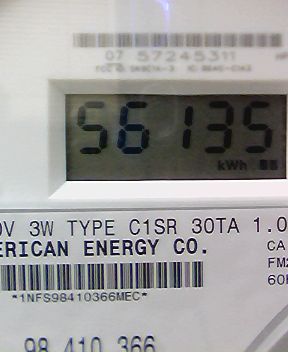 07 57245311
56135
kWh
0V 3W TYPE C1SR 30TA 1.0
ERICAN ENERGY CO.
CA
FM2
60H
*1NFS98410366MEC*
98 410 366